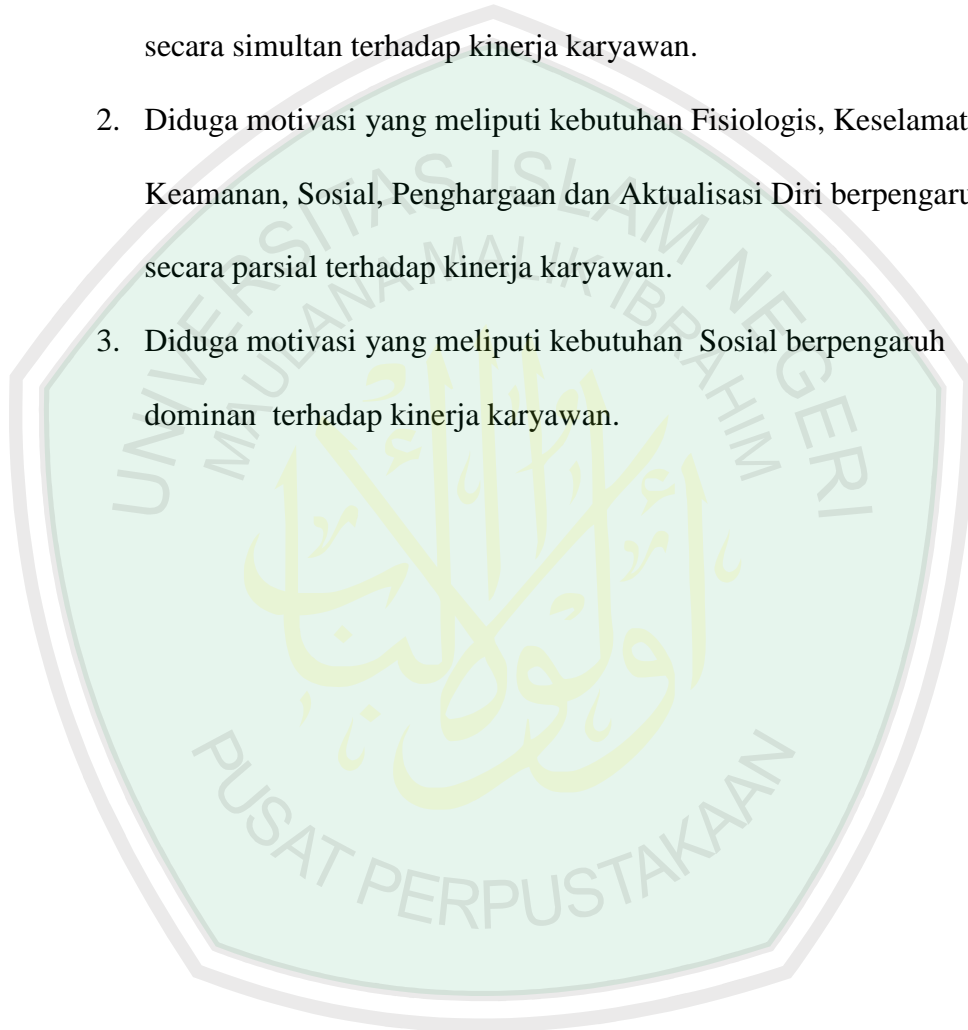 secara simultan terhadap kinerja karyawan.
2. Diduga motivasi yang meliputi kebutuhan Fisiologis, Keselamat
Keamanan, Sosial, Penghargaan dan Aktualisasi Diri berpengaru
secara parsial terhadap kinerja karyawan.
3. Diduga motivasi yang meliputi kebutuhan Sosial berpengaruh
dominan terhadap kinerja karyawan.
UNIVERSITAS ISLAM NEGERI
MAULANA MALIK IBRAHIM
PUSAT PERPUSTAKAAN